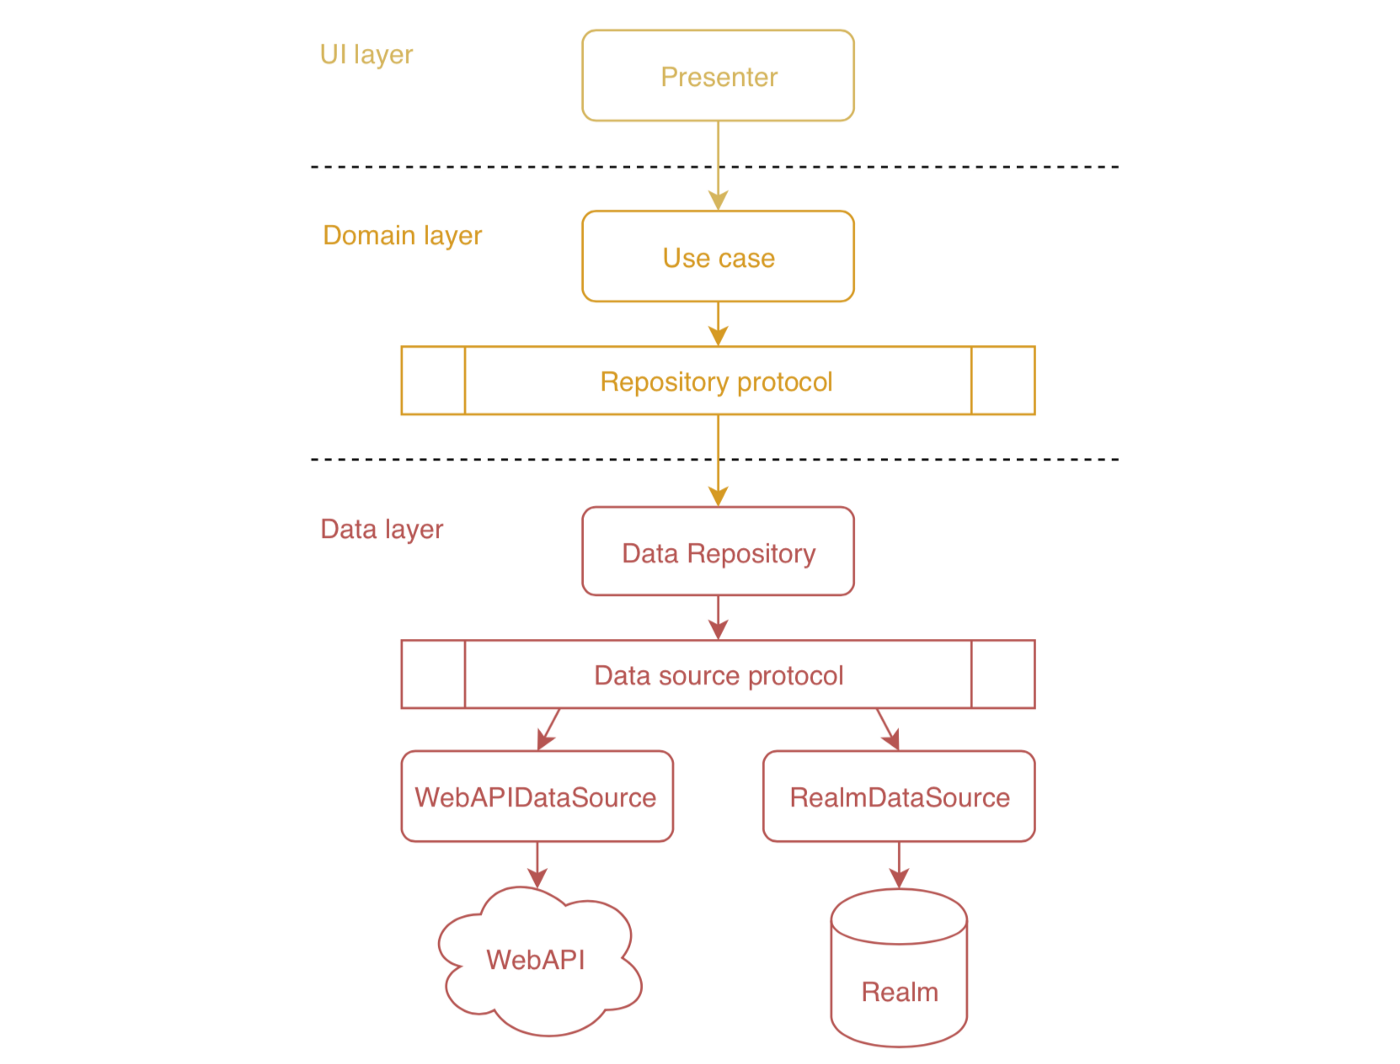 UI layer
Presenter
Domain layer
Use case
Repository protocol
Data layer
Data Repository
Data source protocol
WebAPIDataSource
RealmDataSource
WebAPI
Realm